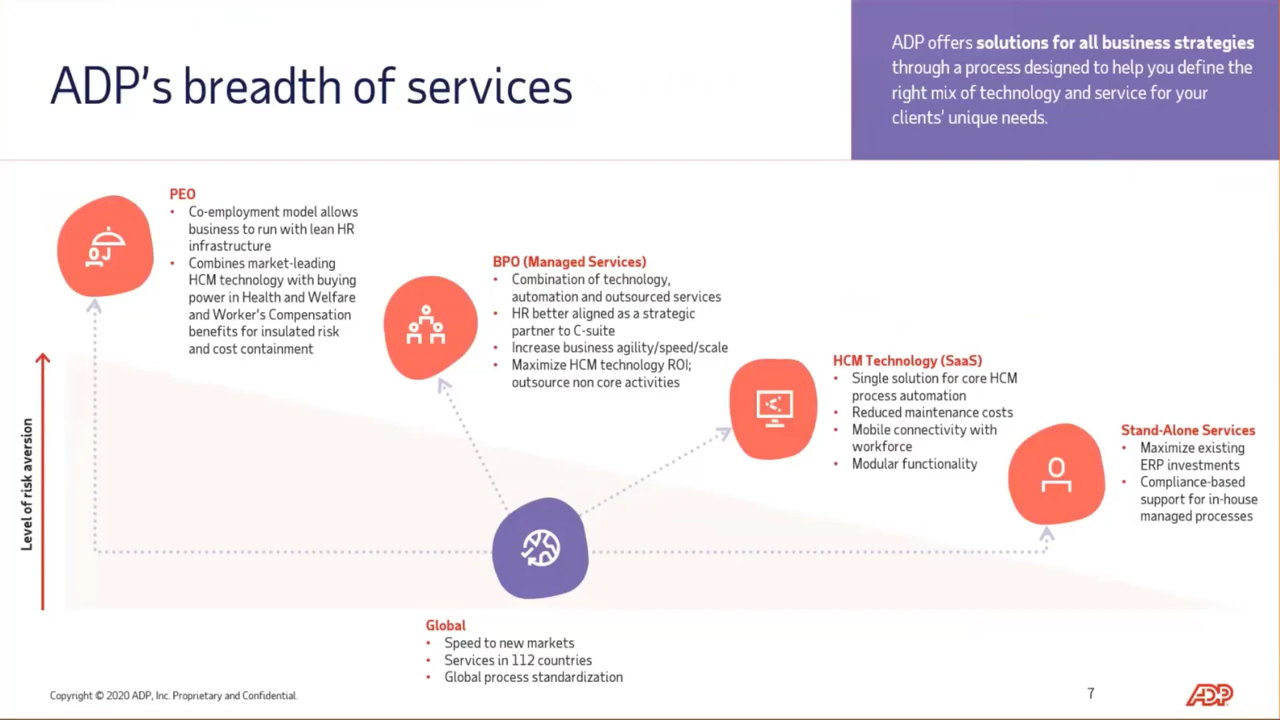 ADP's breadth of services
ADP offers solutions for all business strategies
through a process designed to help you define the
right mix of technology and service for your
clients' unique needs.
PEO
• Co-employment model allows
business to run with lean HR
infrastructure
• Combines market-leading
HCM technology with buying
power in Health and Welfare
and Worker's Compensation
benefits for insulated risk
and cost containment
BPO (Managed Services)
• Combination of technology,
automation and outsourced services
• HR better aligned as a strategic
partner to C-suite
• Increase business agility/speed/scale
• Maximize HCM technology ROI;
outsource non core activities
HCM Technology (SaaS)
• Single solution for core HCM
process automation
• Reduced maintenance costs
• Mobile connectivity with
workforce
• Modular functionality
Stand-Alone Services
• Maximize existing
ERP investments
• Compliance-based
support for in-house
managed processes
Level of risk aversion
Global
• Speed to new markets
• Services in 112 countries
• Global process standardization
Copyright © 2020 ADP, Inc. Proprietary and Confidential.
7
ADP